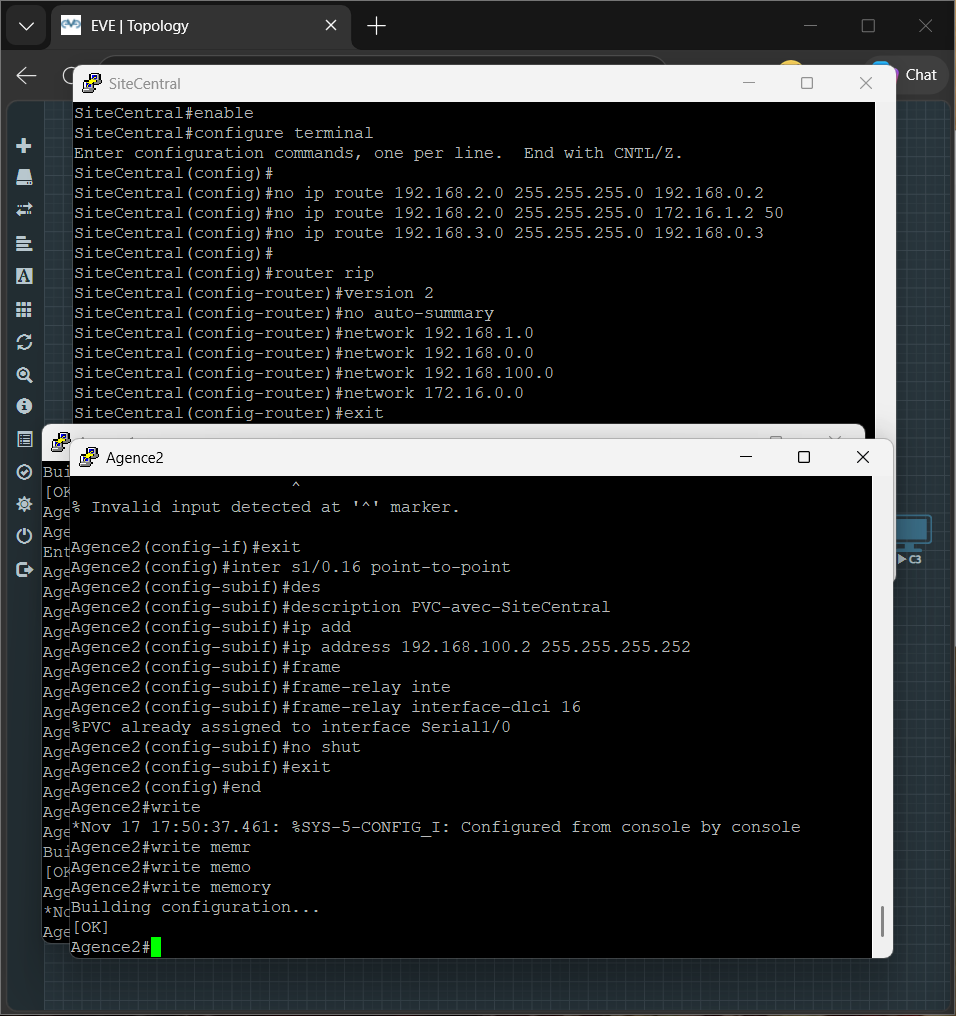 EVE | Topology
Chat
SiteCentral
SiteCentral#enable
SiteCentral#configure terminal
Enter configuration commands, one per line.  End with CNTL/Z.
SiteCentral(config)#
SiteCentral(config)#no ip route 192.168.2.0 255.255.255.0 192.168.0.2
SiteCentral(config)#no ip route 192.168.2.0 255.255.255.0 172.16.1.2 50
SiteCentral(config)#no ip route 192.168.3.0 255.255.255.0 192.168.0.3
SiteCentral(config)#
SiteCentral(config)#router rip
SiteCentral(config-router)#version 2
SiteCentral(config-router)#no auto-summary
SiteCentral(config-router)#network 192.168.1.0
SiteCentral(config-router)#network 192.168.0.0
SiteCentral(config-router)#network 192.168.100.0
SiteCentral(config-router)#network 172.16.0.0
SiteCentral(config-router)#exit
Agence2
^
% Invalid input detected at '^' marker.
Agence2(config-if)#exit
Agence2(config)#inter s1/0.16 point-to-point
Agence2(config-subif)#des
Agence2(config-subif)#description PVC-avec-SiteCentral
Agence2(config-subif)#ip add
Agence2(config-subif)#ip address 192.168.100.2 255.255.255.252
Agence2(config-subif)#frame
Agence2(config-subif)#frame-relay inte
Agence2(config-subif)#frame-relay interface-dlci 16
%PVC already assigned to interface Serial1/0
Agence2(config-subif)#no shut
Agence2(config-subif)#exit
Agence2(config)#end
Agence2#write
*Nov 17 17:50:37.461: %SYS-5-CONFIG_I: Configured from console by console
Agence2#write memr
Agence2#write memo
Agence2#write memory
Building configuration...
[OK]
Agence2#
C3